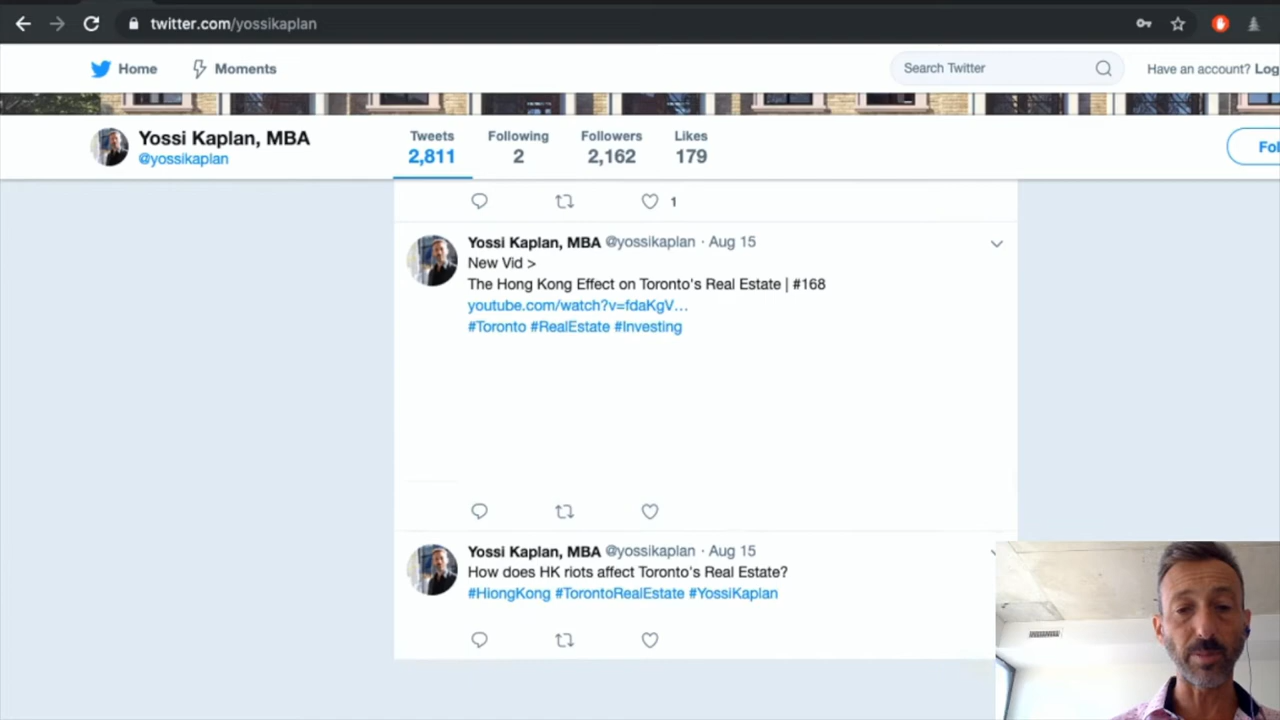 twitter.com/yossikaplan
Home Moments Search Twitter Have an account? Log
Yossi Kaplan, MBA
@yossikaplan
Tweets Following Followers Likes
2,811 2 2,162 179
Fol
1
Yossi Kaplan, MBA @yossikaplan · Aug 15
New Vid >
The Hong Kong Effect on Toronto's Real Estate | #168
youtube.com/watch?v=fdaKgV…
#Toronto #RealEstate #Investing
Yossi Kaplan, MBA @yossikaplan · Aug 15
How does HK riots affect Toronto's Real Estate?
#HiongKong #TorontoRealEstate #YossiKaplan